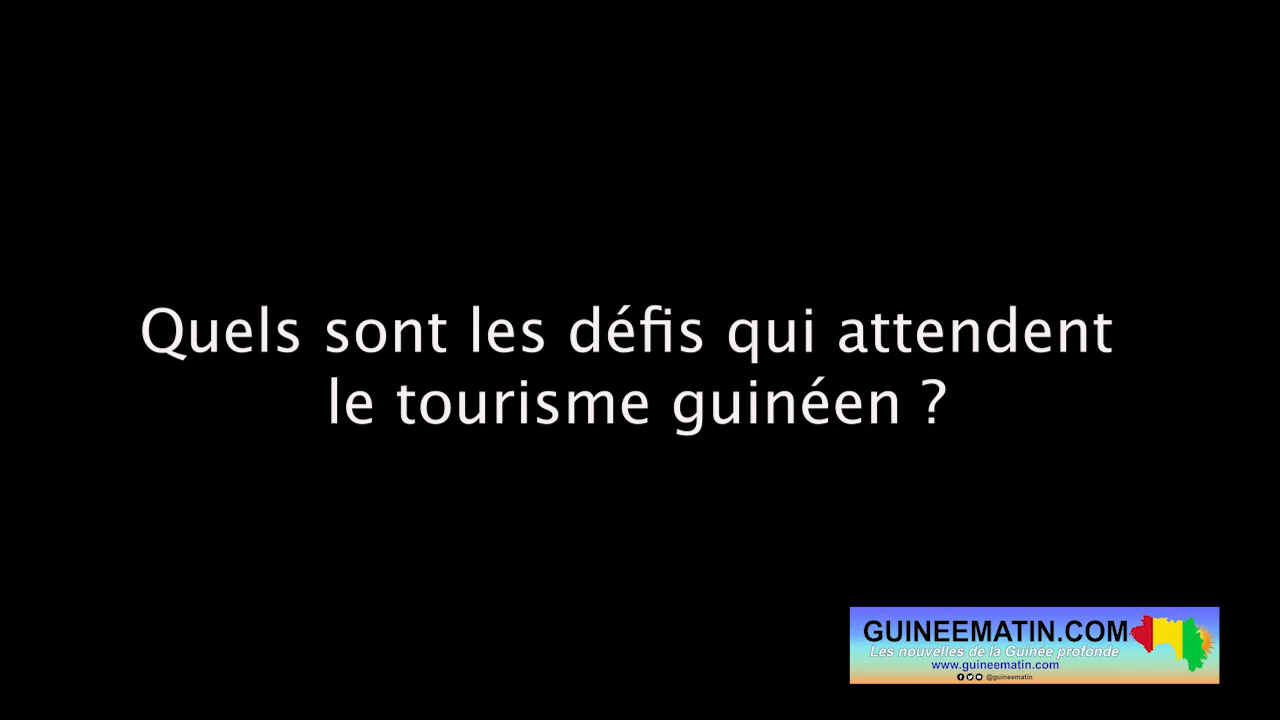 Quels sont les défis qui attendent
le tourisme guinéen ?
GUINEEMATIN.COM
Les nouvelles de la Guinée profonde
www.guineematin.com
@guineematin